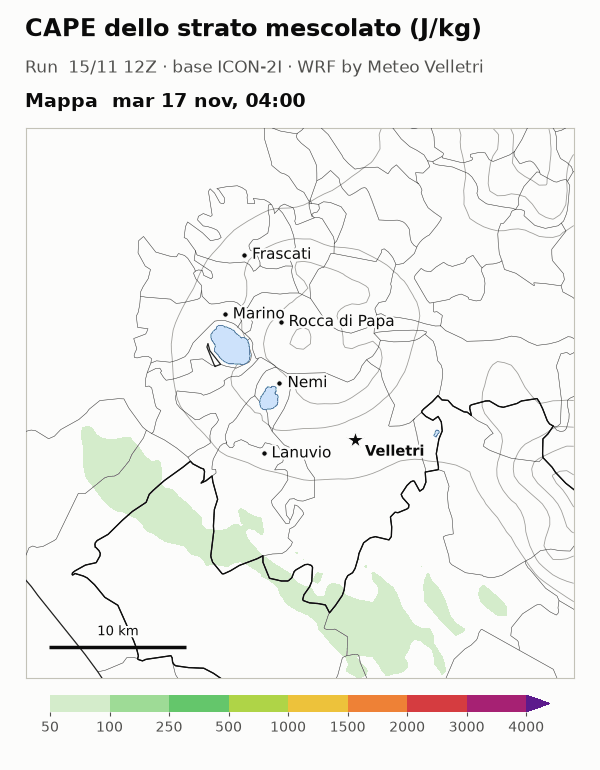 CAPE dello strato mescolato (J/kg)
Run  15/11 12Z · base ICON-2I · WRF by Meteo Velletri
Mappa  mar 17 nov, 04:00
Frascati
Marino
Rocca di Papa
Nemi
Velletri
Lanuvio
10 km
50 100 250 500 1000 1500 2000 3000 4000